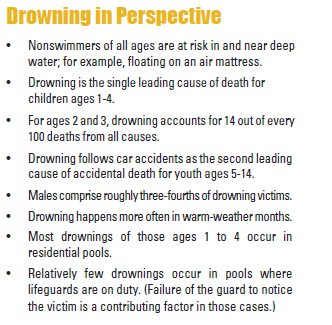 Drowning in Perspective
• Nonswimmers of all ages are at risk in and near deep
water; for example, floating on an air mattress.
• Drowning is the single leading cause of death for
children ages 1-4.
• For ages 2 and 3, drowning accounts for 14 out of every
100 deaths from all causes.
• Drowning follows car accidents as the second leading
cause of accidental death for youth ages 5-14.
• Males comprise roughly three-fourths of drowning victims.
• Drowning happens more often in warm-weather months.
• Most drownings of those ages 1 to 4 occur in
residential pools.
• Relatively few drownings occur in pools where
lifeguards are on duty. (Failure of the guard to notice
the victim is a contributing factor in those cases.)